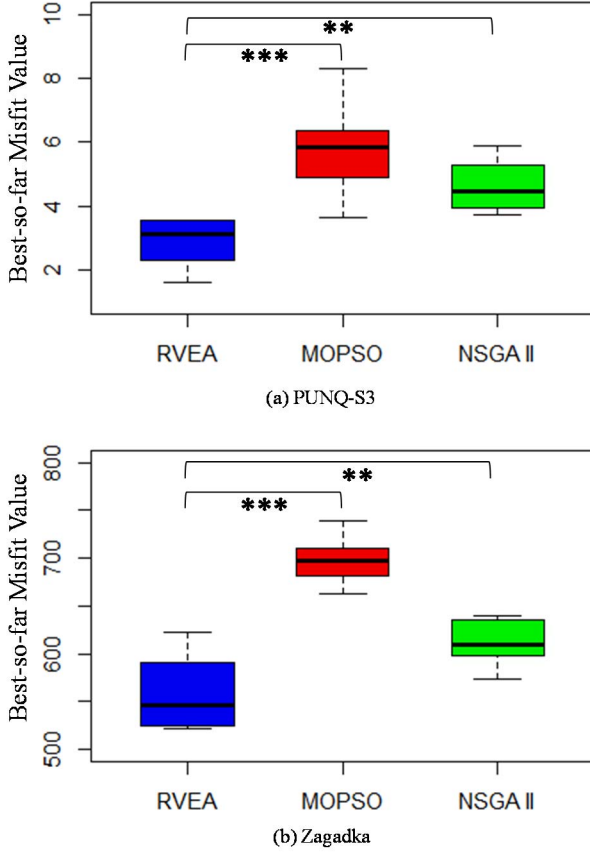 10
**
***
8
6
4
2
Best-so-far Misfit Value
RVEA MOPSO NSGA II
(a) PUNQ-S3
800
**
***
700
600
500
Best-so-far Misfit Value
RVEA MOPSO NSGA II
(b) Zagadka